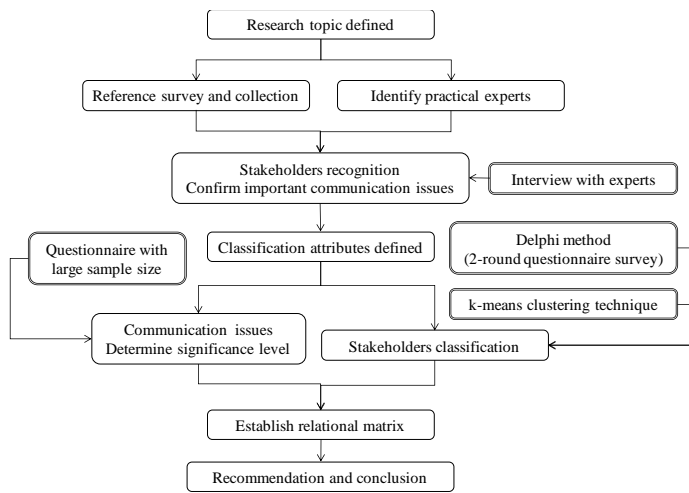 Research topic defined
Reference survey and collection
Identify practical experts
Stakeholders recognition
Confirm important communication issues
Interview with experts
Classification attributes defined
Questionnaire with
large sample size
Delphi method
(2-round questionnaire survey)
k-means clustering technique
Communication issues
Determine significance level
Stakeholders classification
Establish relational matrix
Recommendation and conclusion